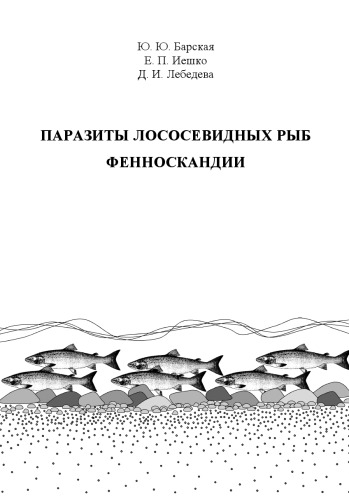 Ю. Ю. Барская
Е. П. Иешко
Д. И. Лебедева
ПАРАЗИТЫ ЛОСОСЕВИДНЫХ РЫБ
ФЕННОСКАНДИИ